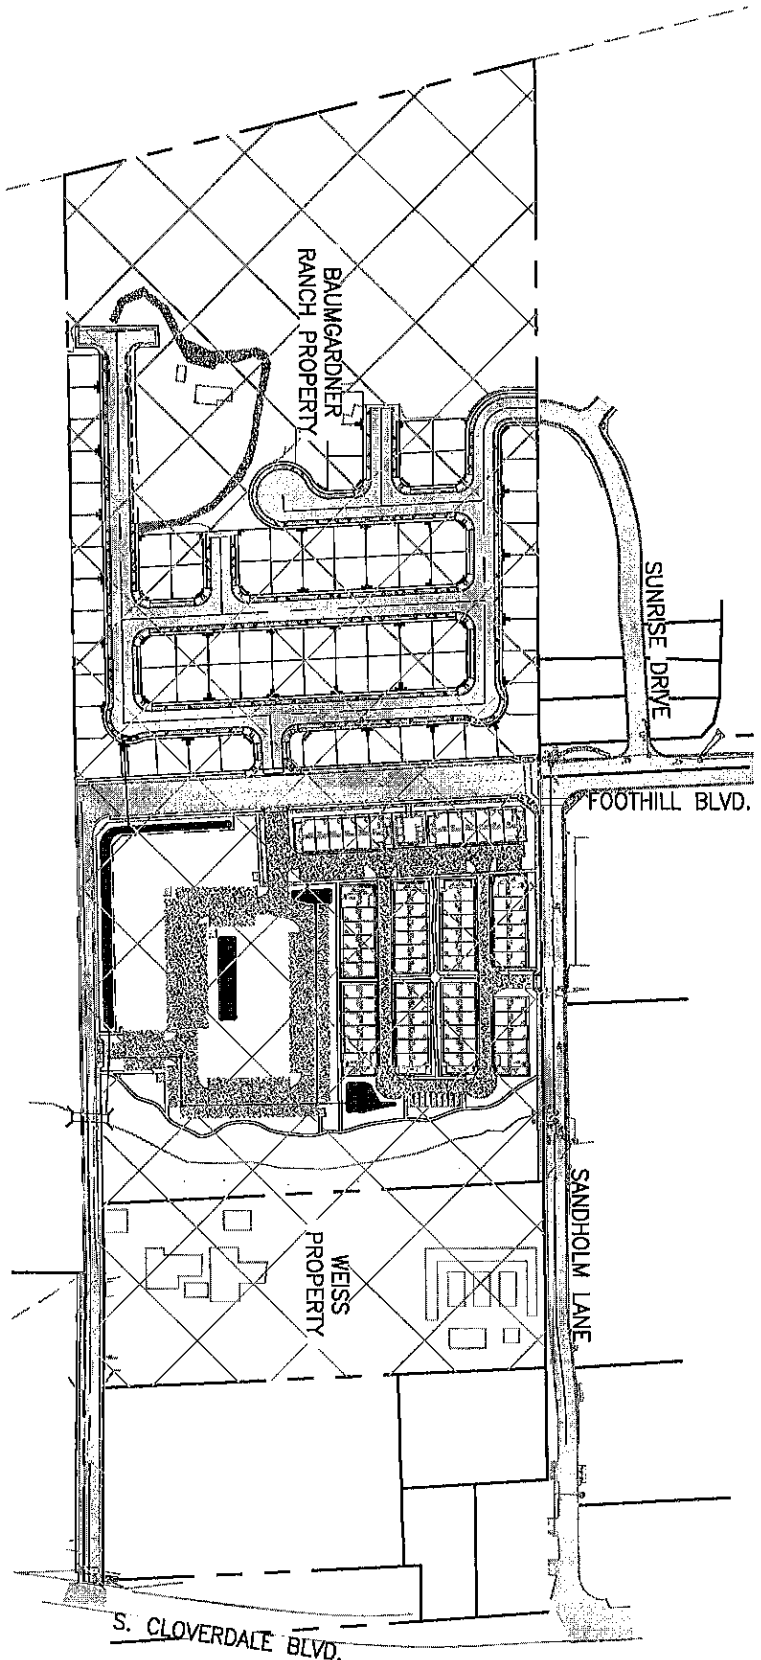 BAUMGARDNER
RANCH PROPERTY
SUNRISE DRIVE
FOOTHILL BLVD.
SANDHOLM LANE
WEISS
PROPERTY
S. CLOVERDALE BLVD.